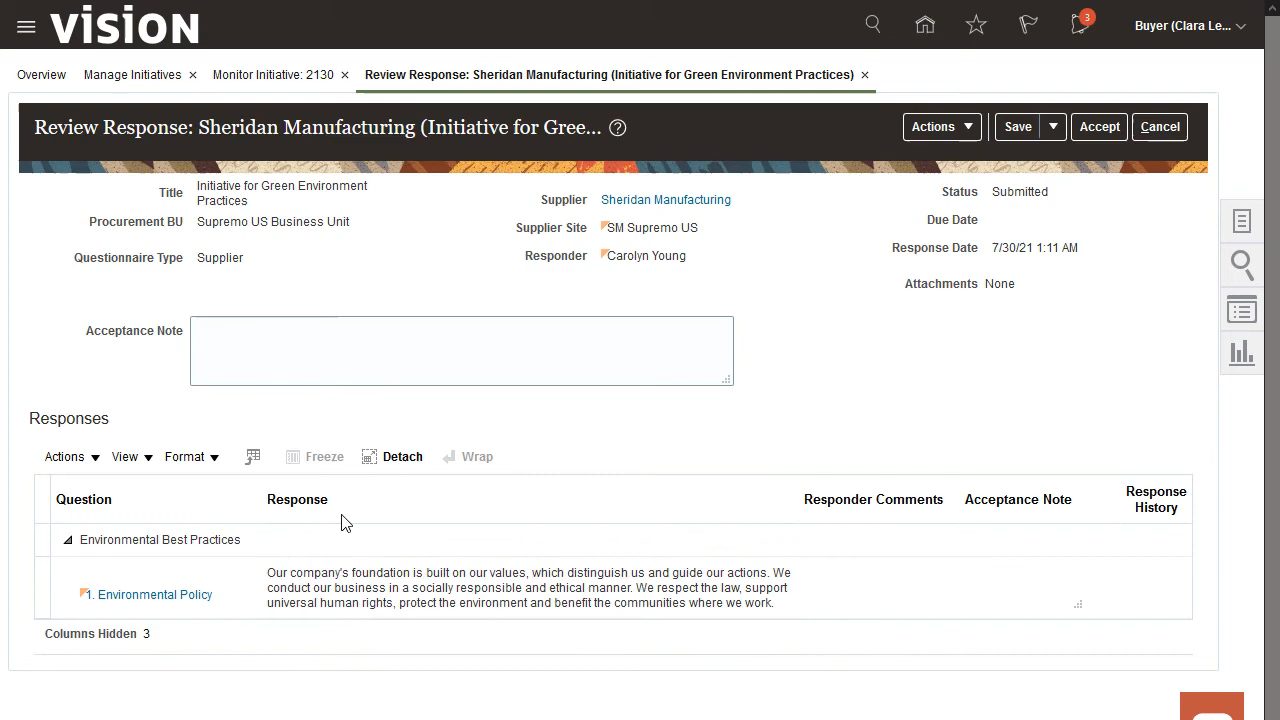 VISION
3
Buyer (Clara Le...
Overview
Manage Initiatives ×
Monitor Initiative: 2130 ×
Review Response: Sheridan Manufacturing (Initiative for Green Environment Practices) ×
Review Response: Sheridan Manufacturing (Initiative for Gree... ?
Actions
Save
Accept
Cancel
Title Initiative for Green Environment
Practices
Procurement BU Supremo US Business Unit
Questionnaire Type Supplier
Supplier Sheridan Manufacturing
Supplier Site SM Supremo US
Responder Carolyn Young
Status Submitted
Due Date
Response Date 7/30/21 1:11 AM
Attachments None
Acceptance Note
Responses
Actions View Format Freeze Detach Wrap
Question Response Responder Comments Acceptance Note Response
History
Environmental Best Practices
1. Environmental Policy
Our company's foundation is built on our values, which distinguish us and guide our actions. We
conduct our business in a socially responsible and ethical manner. We respect the law, support
universal human rights, protect the environment and benefit the communities where we work.
Columns Hidden 3